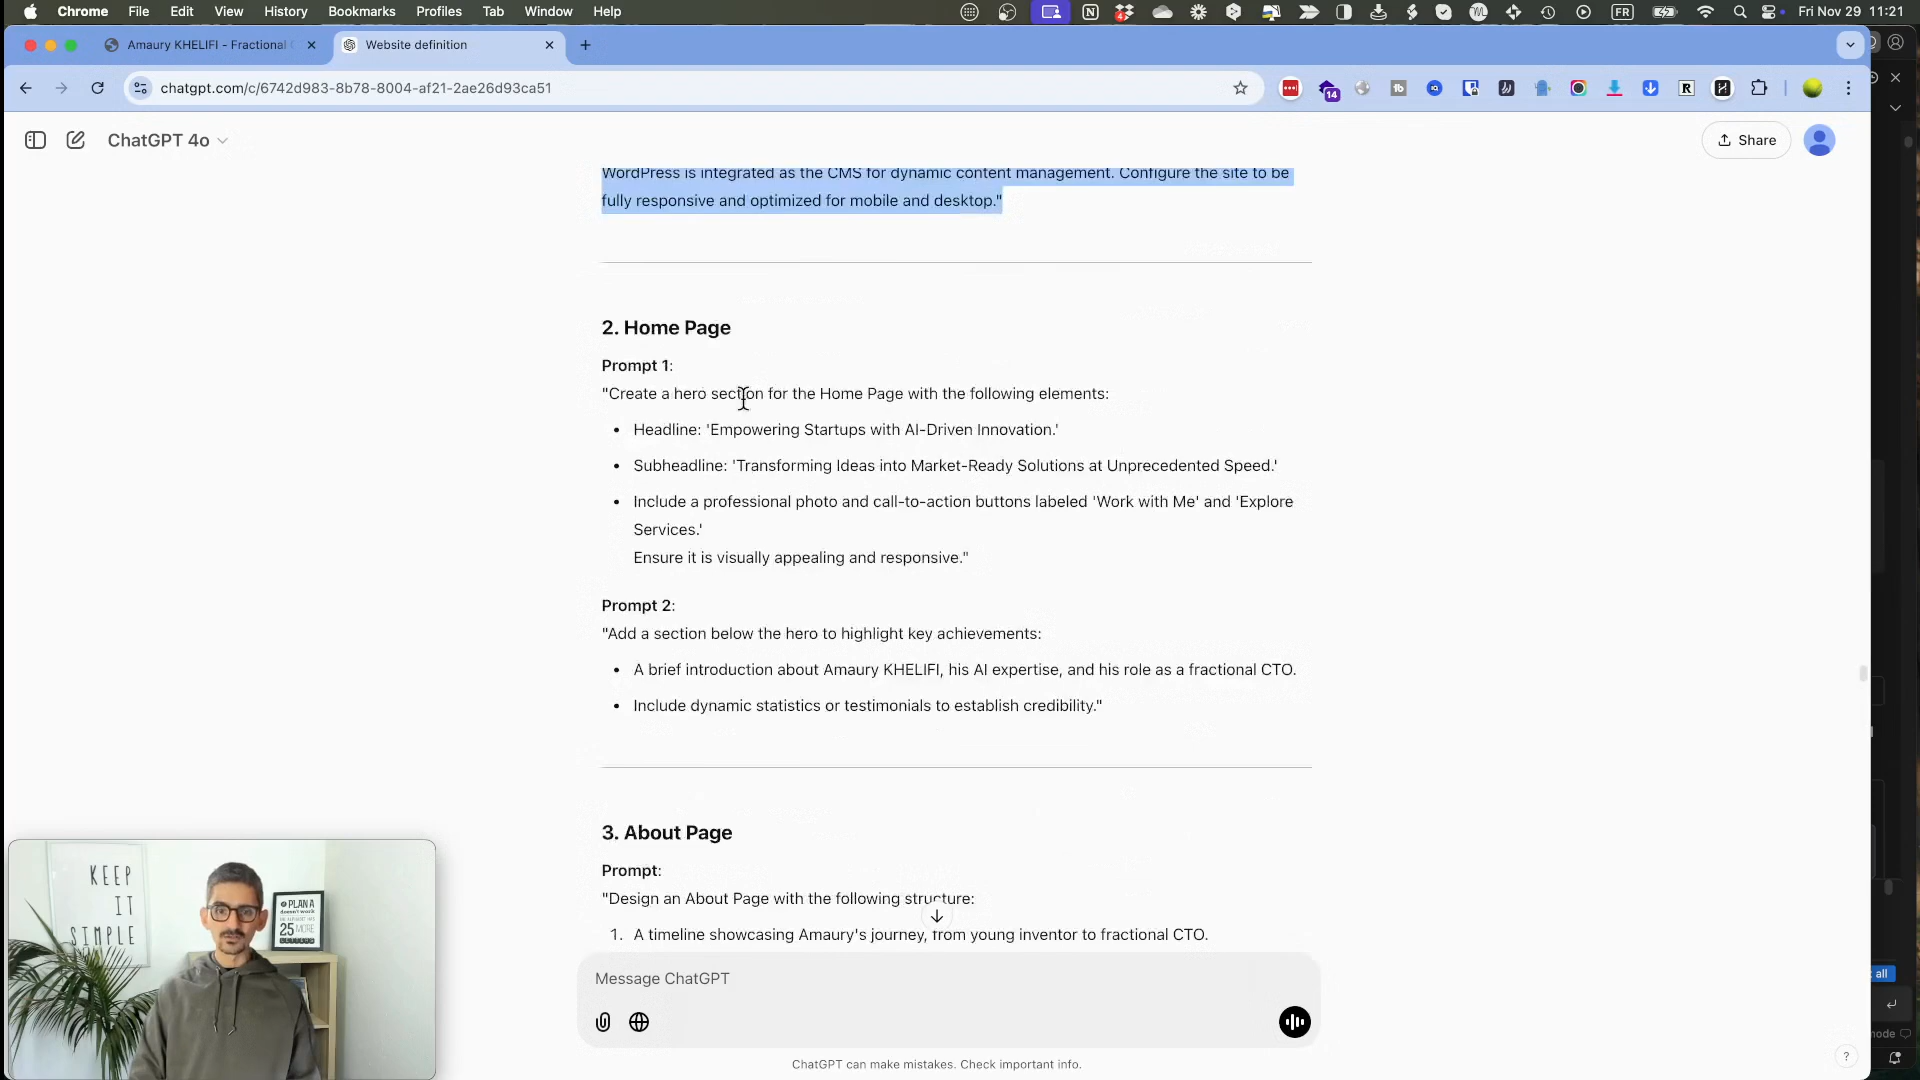 Chrome File Edit View History Bookmarks Profiles Tab Window Help FR Fri Nov 29 11:21
Amaury KHELIFI - Fractional Website definition
chatgpt.com/c/6742d983-8b78-8004-af21-2ae26d93ca51 14
ChatGPT 4o Share
WordPress is integrated as the CMS for dynamic content management. Configure the site to be
fully responsive and optimized for mobile and desktop."
2. Home Page
Prompt 1:
"Create a hero section for the Home Page with the following elements:
• Headline: 'Empowering Startups with AI-Driven Innovation.'
• Subheadline: 'Transforming Ideas into Market-Ready Solutions at Unprecedented Speed.'
• Include a professional photo and call-to-action buttons labeled 'Work with Me' and 'Explore
Services.'
Ensure it is visually appealing and responsive."
Prompt 2:
"Add a section below the hero to highlight key achievements:
• A brief introduction about Amaury KHELIFI, his AI expertise, and his role as a fractional CTO.
• Include dynamic statistics or testimonials to establish credibility."
3. About Page
Prompt:
"Design an About Page with the following structure:
1. A timeline showcasing Amaury's journey, from young inventor to fractional CTO.
Message ChatGPT
ChatGPT can make mistakes. Check important info.
?
KEEP
IT
SIMPLE
PLAN A
doesn't work
25 MORE
LETTERS
all